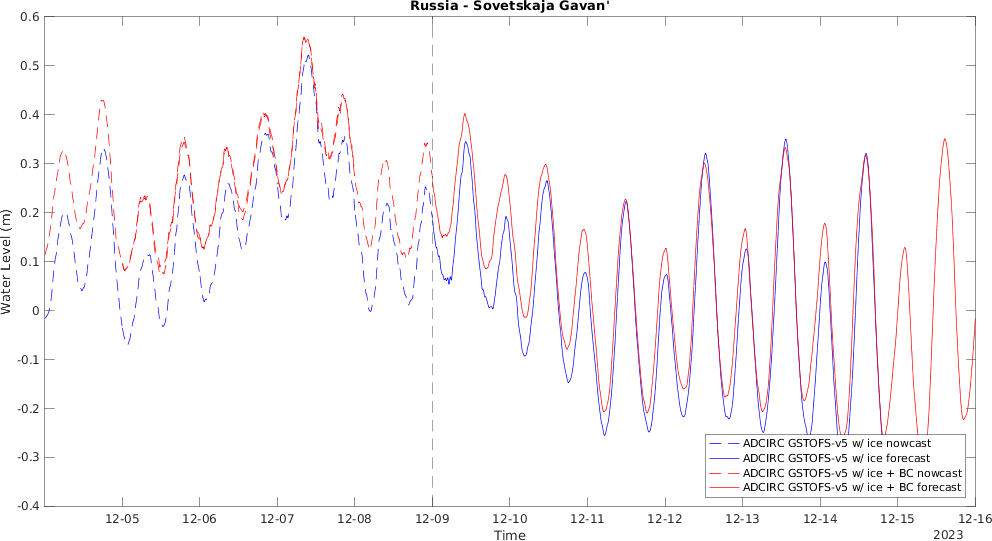 Russia - Sovetskaja Gavan'
0.6
0.5
0.4
0.3
0.2
0.1
0
-0.1
-0.2
-0.3
-0.4
Water Level (m)
ADCIRC GSTOFS-v5 w/ ice nowcast
ADCIRC GSTOFS-v5 w/ ice forecast
ADCIRC GSTOFS-v5 w/ ice + BC nowcast
ADCIRC GSTOFS-v5 w/ ice + BC forecast
12-05 12-06 12-07 12-08 12-09 12-10 12-11 12-12 12-13 12-14 12-15 12-16
Time
2023